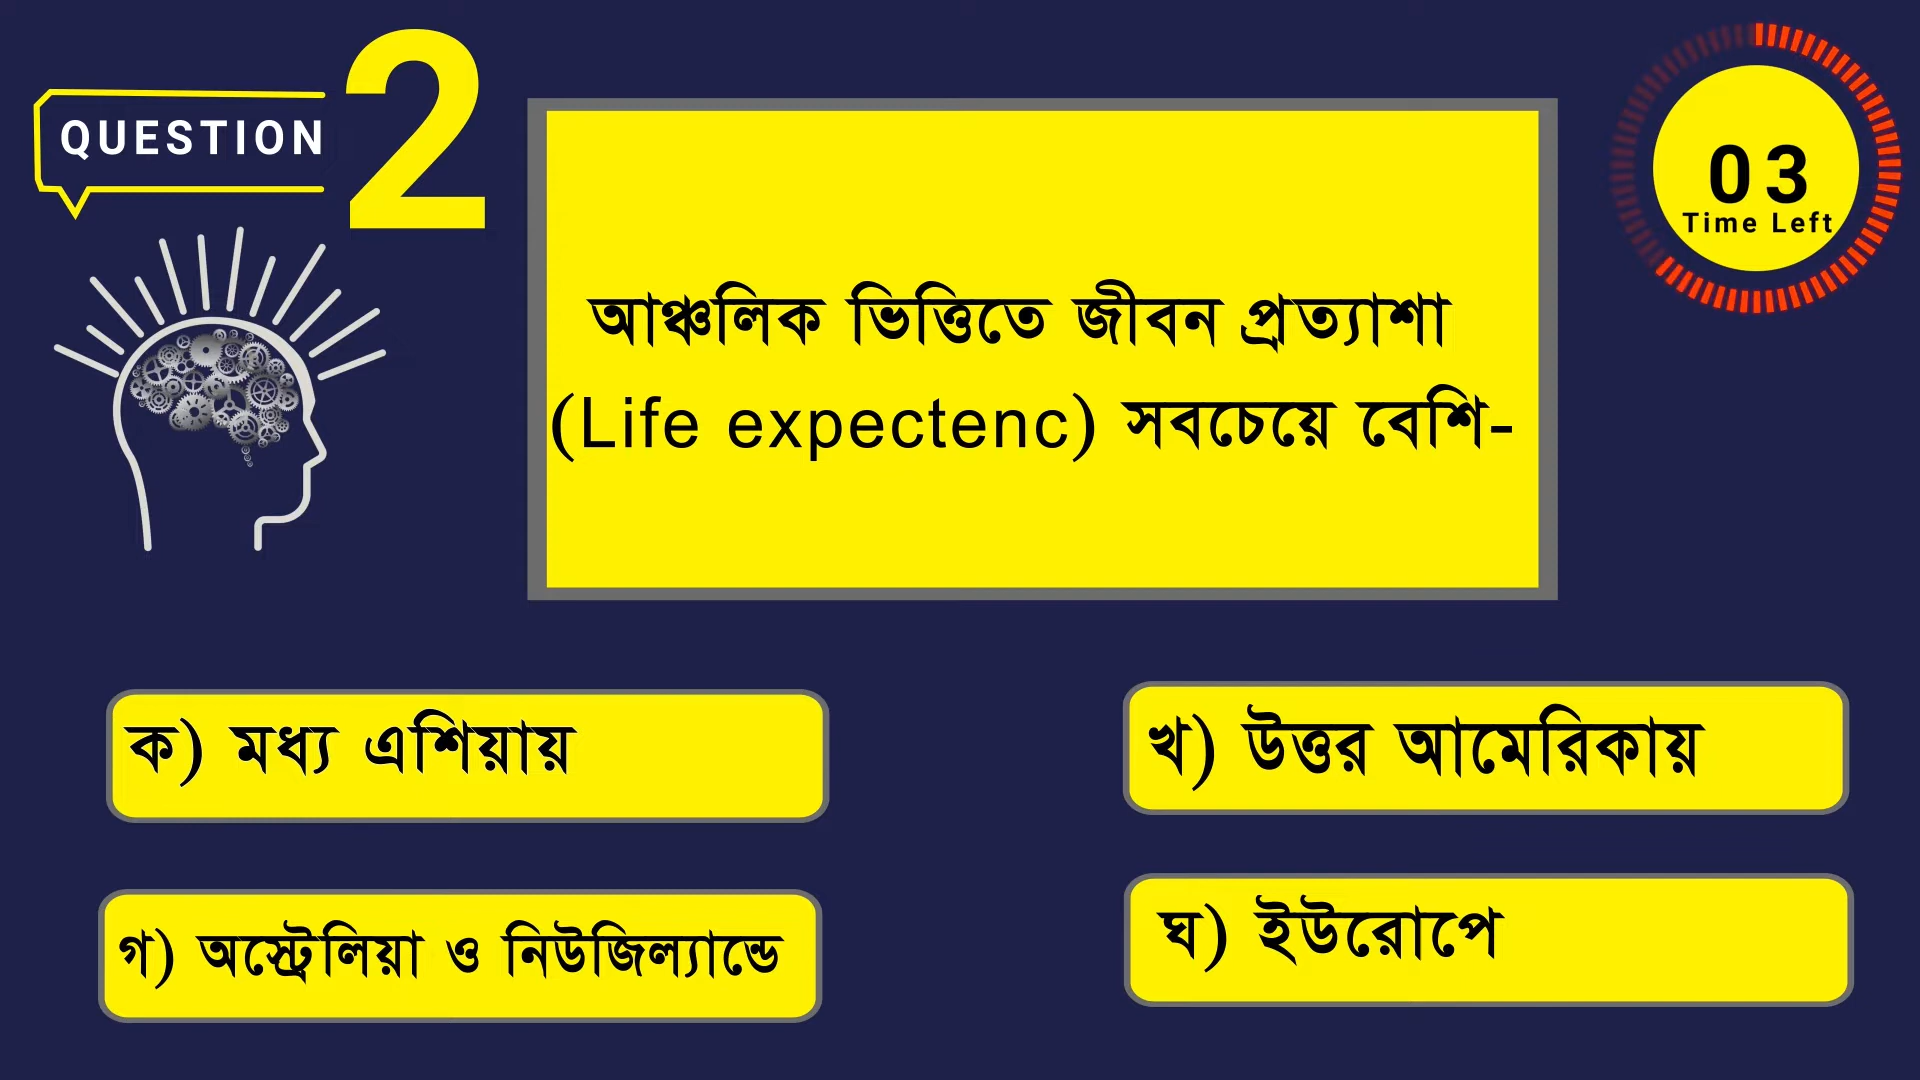 QUESTION 2
03
Time Left
আঞ্চলিক ভিত্তিতে জীবন প্রত্যাশা
(Life expectenc) সবচেয়ে বেশি-
ক) মধ্য এশিয়ায়
খ) উত্তর আমেরিকায়
গ) অস্ট্রেলিয়া ও নিউজিল্যান্ডে
ঘ) ইউরোপে